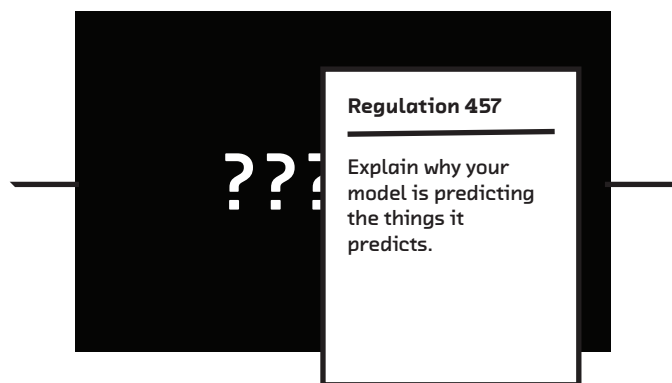 ???
Regulation 457
Explain why your
model is predicting
the things it
predicts.